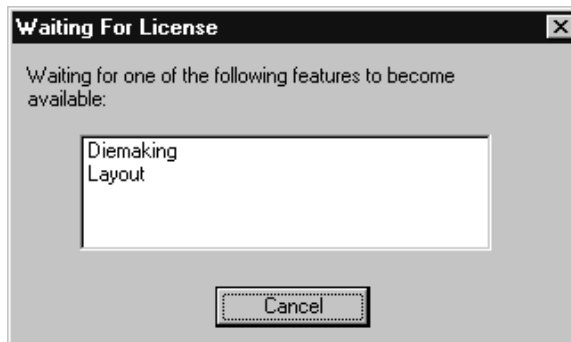 Waiting For License
Waiting for one of the following features to become
available:
Diemaking
Layout
Cancel